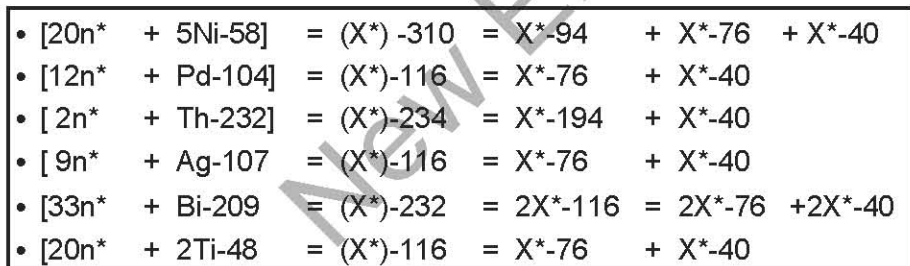 • [20n* + 5Ni-58] = (X*) -310 = X*-94 + X*-76 + X*-40
• [12n* + Pd-104] = (X*)-116 = X*-76 + X*-40
• [ 2n* + Th-232] = (X*)-234 = X*-194 + X*-40
• [ 9n* + Ag-107 = (X*)-116 = X*-76 + X*-40
• [33n* + Bi-209 = (X*)-232 = 2X*-116 = 2X*-76 +2X*-40
• [20n* + 2Ti-48 = (X*)-116 = X*-76 + X*-40
New E